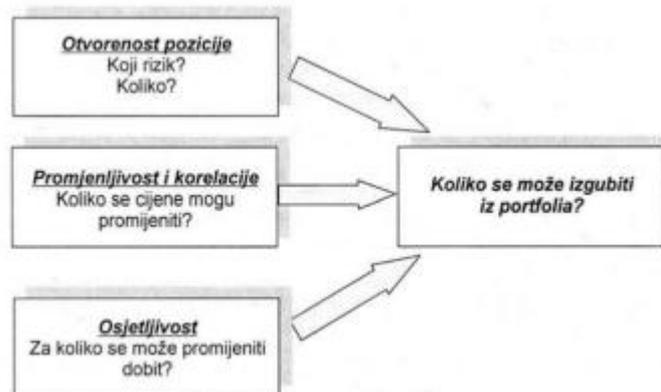 Otvorenost pozicije
Koji rizik?
Koliko?
Promjenljivost i korelacije
Koliko se cijene mogu
promijeniti?
Koliko se može izgubiti
iz portfolia?
Osjetljivost
Za koliko se može promijeniti
dobit?